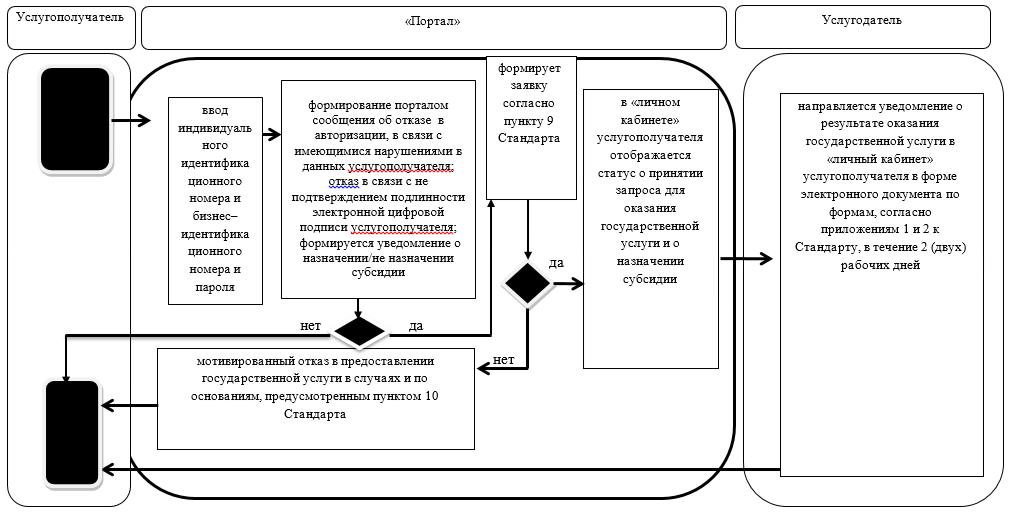 Услугополучатель
«Портал»
Услугодатель
ввод
индивидуаль
ного
идентифика
ционного
номера и
бизнес–
идентифика
ционного
номера и
пароля
формирование порталом
сообщения об отказе в
авторизации, в связи с
имеющимися нарушениями в
данных услугополучателя;
отказ в связи с не
подтверждением подлинности
электронной цифровой
подписи услугополучателя;
формируется уведомление о
назначении/не назначении
субсидии
формирует
заявку
согласно
пункту 9
Стандарта
в «личном
кабинете»
услугополучателя
отображается
статус о принятии
запроса для
оказания
государственной
услуги и о
назначении
субсидии
направляется уведомление о
результате оказания
государственной услуги в
«личный кабинет»
услугополучателя в форме
электронного документа по
формам, согласно
приложениям 1 и 2 к
Стандарту, в течение 2 (двух)
рабочих дней
да
нет
да
нет
мотивированный отказ в предоставлении
государственной услуги в случаях и по
основаниям, предусмотренным пунктом 10
Стандарта